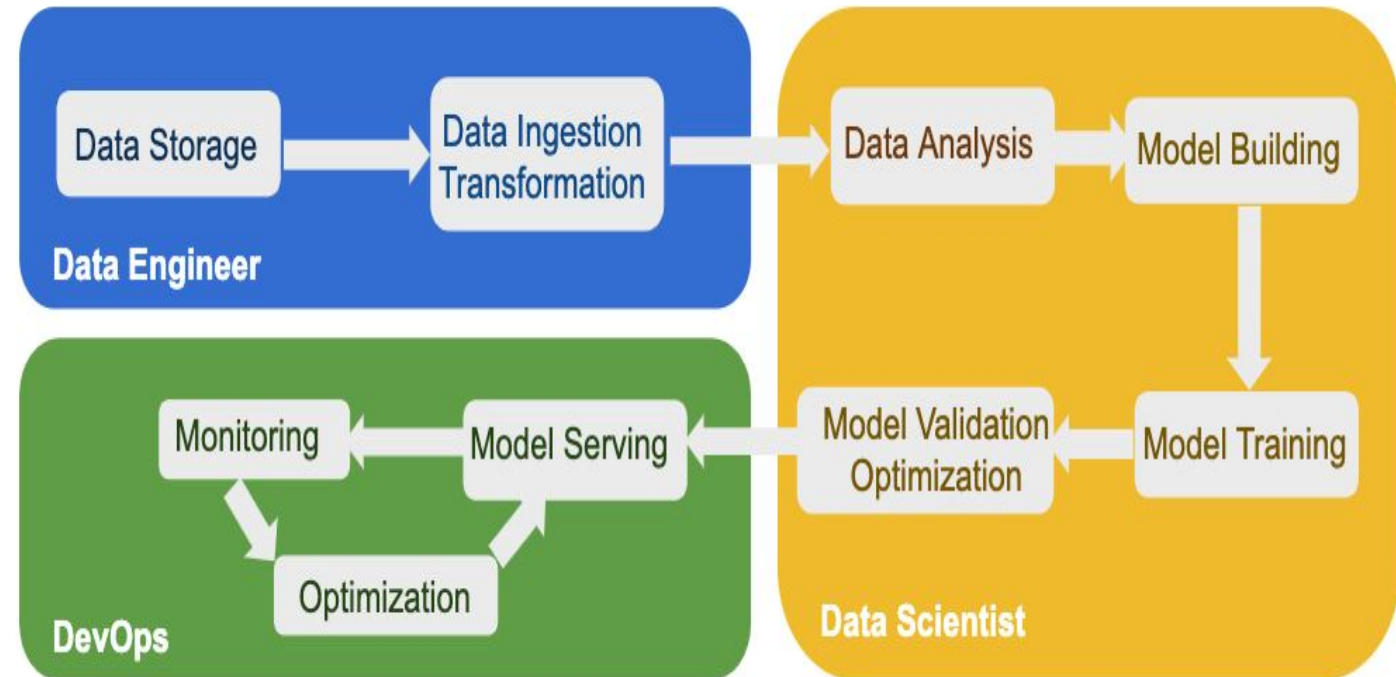 Data Storage
Data Ingestion
Transformation
Data Engineer
Data Analysis
Model Building
Model Training
Model Validation
Optimization
Data Scientist
Model Serving
Monitoring
Optimization
DevOps